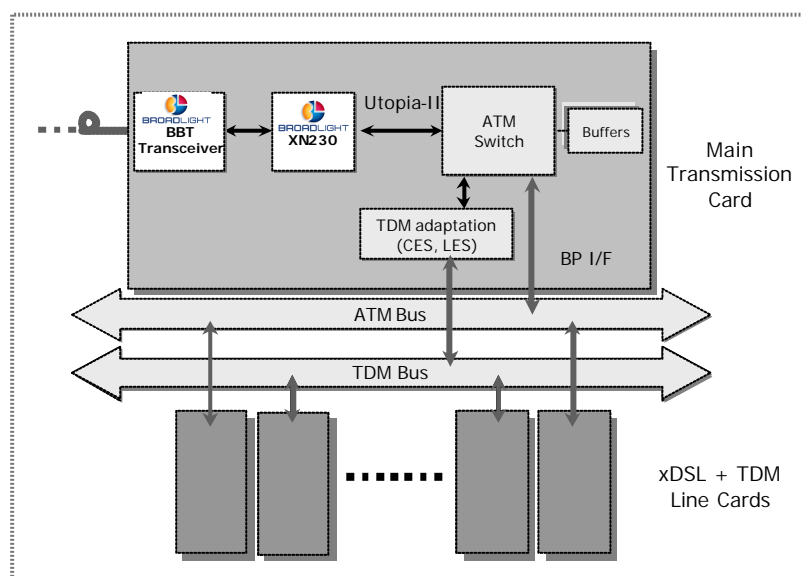 BROADLIGHT
BBT
Transceiver
BROADLIGHT
XN230
Utopia-II
ATM
Switch
Buffers
Main
Transmission
Card
TDM adaptation
(CES, LES)
BP I/F
ATM Bus
TDM Bus
xDSL + TDM
Line Cards